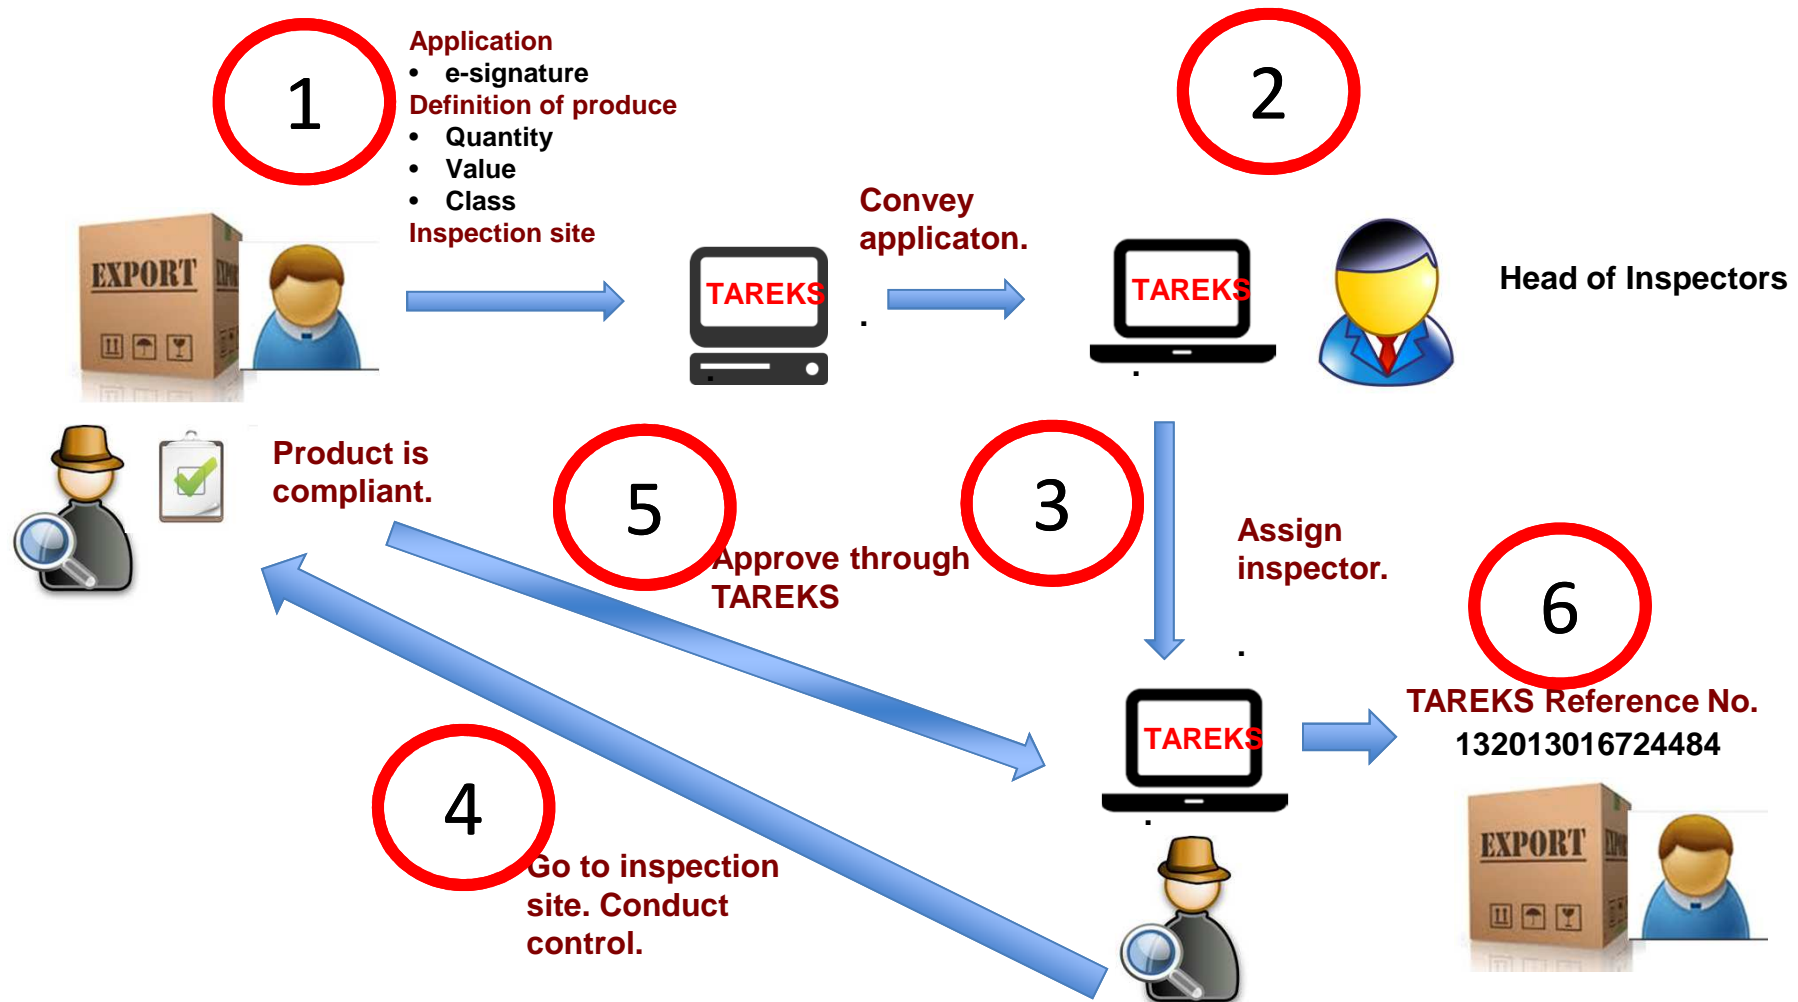 1
Application
• e-signature
Definition of produce
• Quantity
• Value
• Class
Inspection site
2
EXPORT
TAREKS
.
Convey
applicaton.
.
TAREKS
.
Head of Inspectors
Product is
compliant.
5
Approve through
TAREKS
3
Assign
inspector.
.
6
TAREKS Reference No.
132013016724484
4
Go to inspection
site. Conduct
control.
TAREKS
.
EXPORT